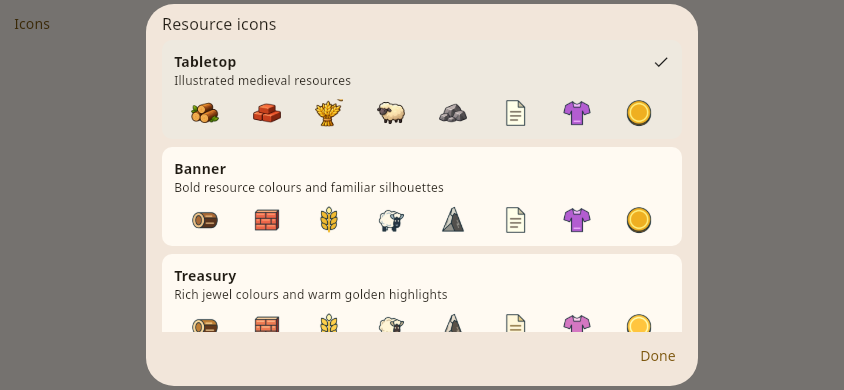 Icons
Resource icons
Tabletop
Illustrated medieval resources
Banner
Bold resource colours and familiar silhouettes
Treasury
Rich jewel colours and warm golden highlights
Done